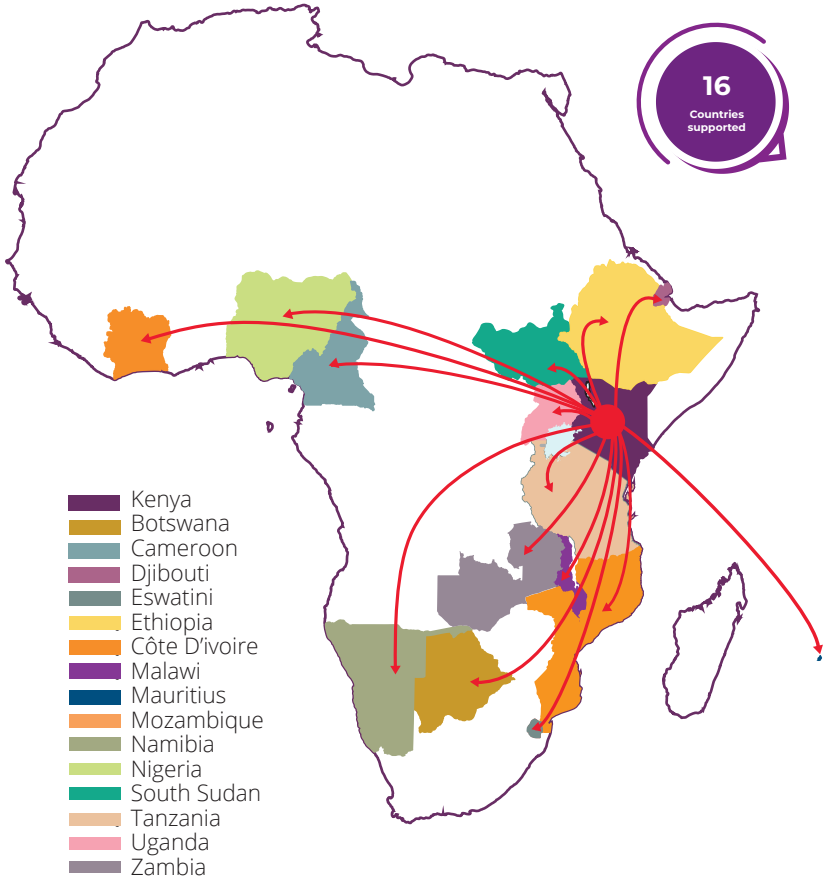 16
Countries
supported
Kenya
Botswana
Cameroon
Djibouti
Eswatini
Ethiopia
Côte D’ivoire
Malawi
Mauritius
Mozambique
Namibia
Nigeria
South Sudan
Tanzania
Uganda
Zambia